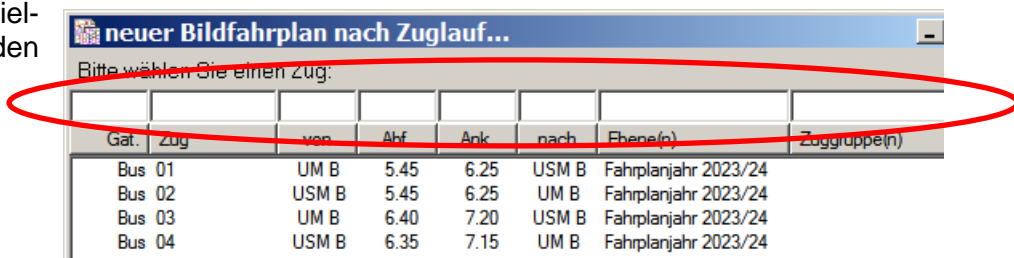 iel-
den
neuer Bildfahrplan nach Zuglauf...
Bitte wählen Sie einen Zug:
Gat. Zug von Abf. Ank. nach Ebene(n) Zuggruppe(n)
Bus 01 UM B 5.45 6.25 USM B Fahrplanjahr 2023/24
Bus 02 USM B 5.45 6.25 UM B Fahrplanjahr 2023/24
Bus 03 UM B 6.40 7.20 USM B Fahrplanjahr 2023/24
Bus 04 USM B 6.35 7.15 UM B Fahrplanjahr 2023/24